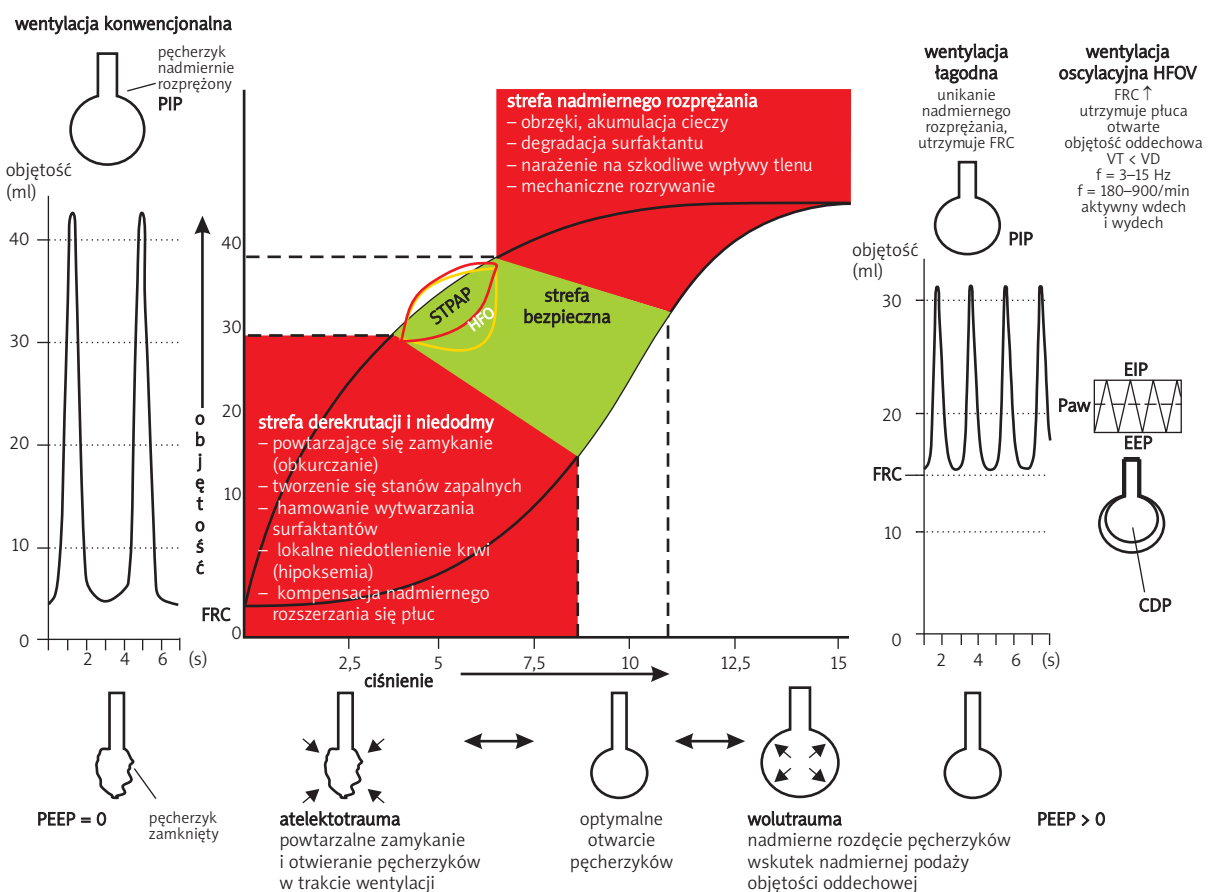 wentylacja konwencjonalna
pęcherzyk
nadmiernie
rozprężony
PIP
objętość
(ml)
40
30
20
10
0
2
4
6
(s)
PEEP = 0
pęcherzyk
zamknięty
objętość
40
30
20
10
FRC
0
strefa nadmiernego rozprężania
– obrzęki, akumulacja cieczy
– degradacja surfaktantu
– narażenie na szkodliwe wpływy tlenu
– mechaniczne rozrywanie
STPAP
HFO
strefa
bezpieczna
strefa derekrutacji i niedodmy
– powtarzające się zamykanie
(obkurczanie)
– tworzenie się stanów zapalnych
– hamowanie wytwarzania
surfaktantów
– lokalne niedotlenienie krwi
(hipoksemia)
– kompensacja nadmiernego
rozszerzania się płuc
2,5
5
7,5
10
12,5
15
ciśnienie
atelektotrauma
powtarzalne zamykanie
i otwieranie pęcherzyków
w trakcie wentylacji
optymalne
otwarcie
pęcherzyków
wolutrauma
nadmierne rozdęcie pęcherzyków
wskutek nadmiernej podaży
objętości oddechowej
wentylacja
łagodna
unikanie
nadmiernego
rozprężania,
utrzymuje FRC
PIP
objętość
(ml)
30
20
FRC
10
0
2
4
6
(s)
PEEP > 0
wentylacja
oscylacyjna HFOV
FRC ↑
utrzymuje płuca
otwarte
objętość oddechowa
VT < VD
f = 3–15 Hz
f = 180–900/min
aktywny wdech
i wydech
EIP
Paw
EEP
CDP